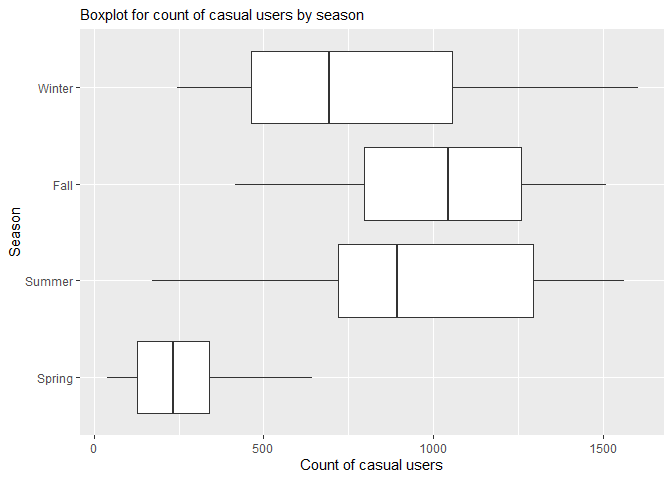 Boxplot for count of casual users by season
Winter
Fall
Summer
Spring
Season
0
500
1000
1500
Count of casual users